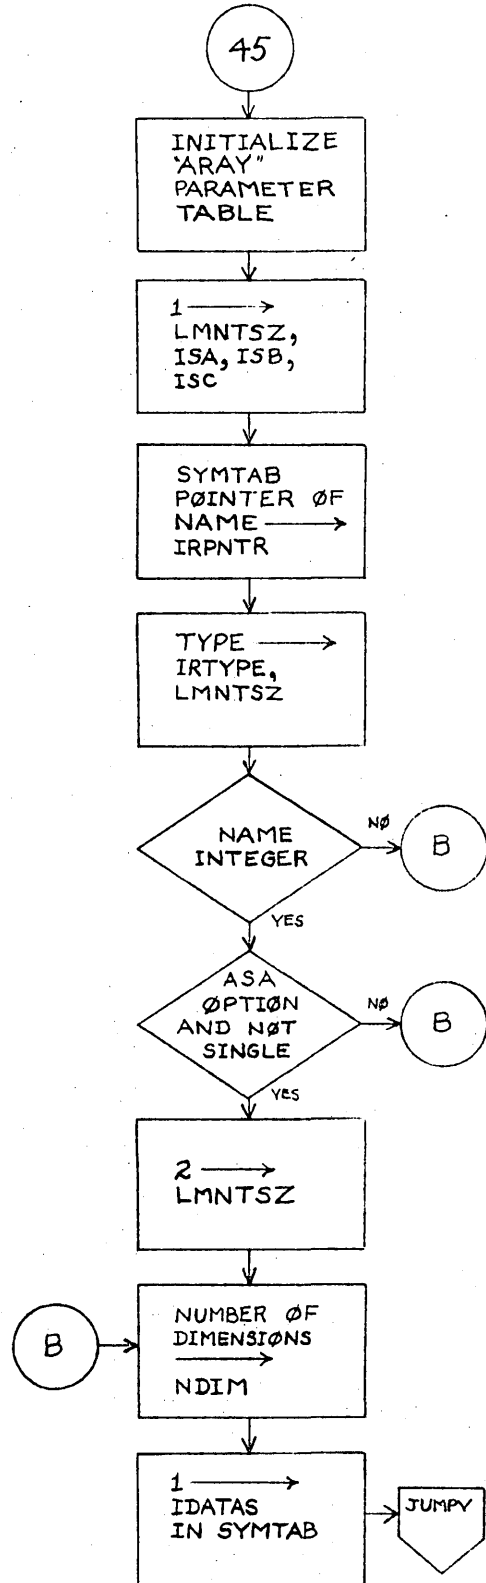 45
INITIALIZE
"ARAY"
PARAMETER
TABLE
1 →
LMNTSZ,
ISA, ISB,
ISC
SYMTAB
PØINTER ØF
NAME →
IRPNTR
TYPE →
IRTYPE,
LMNTSZ
NAME
INTEGER
NØ
B
YES
ASA
ØPTIØN
AND NØT
SINGLE
NØ
B
YES
2 →
LMNTSZ
B
NUMBER ØF
DIMENSIØNS
→
NDIM
1 →
IDATAS
IN SYMTAB
JUMPY